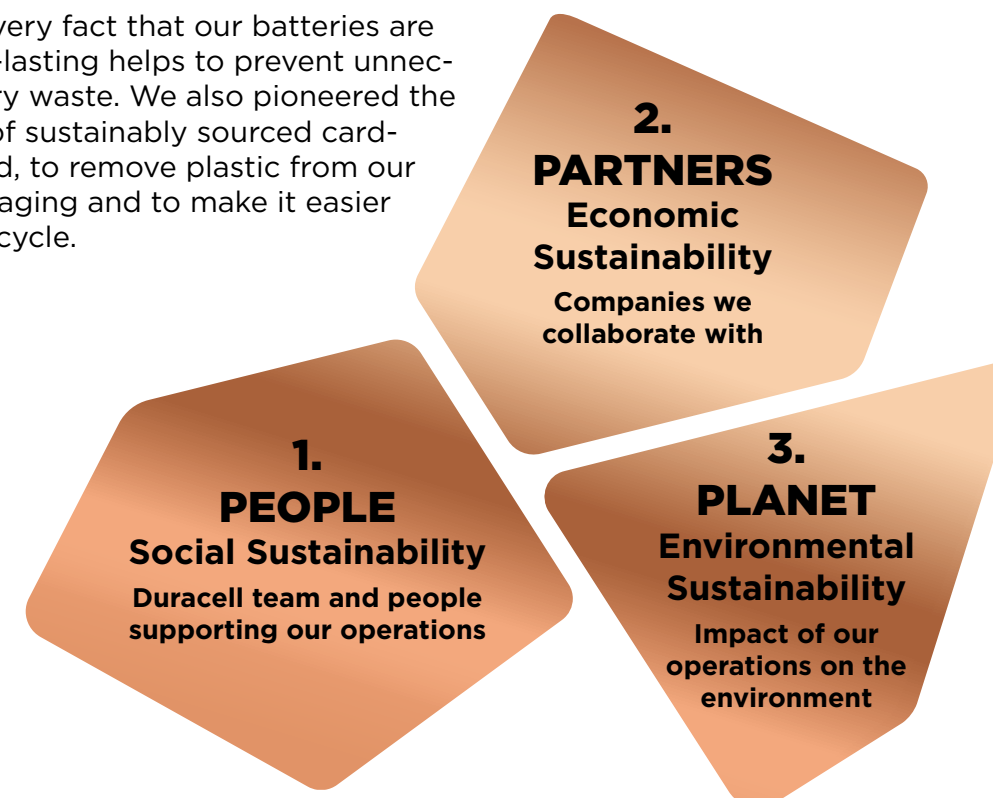 very fact that our batteries are
-lasting helps to prevent unnec-
ry waste. We also pioneered the
of sustainably sourced card-
d, to remove plastic from our
aging and to make it easier
cycle.
2.
PARTNERS
Economic
Sustainability
Companies we
collaborate with
1.
PEOPLE
Social Sustainability
Duracell team and people
supporting our operations
3.
PLANET
Environmental
Sustainability
Impact of our
operations on the
environment